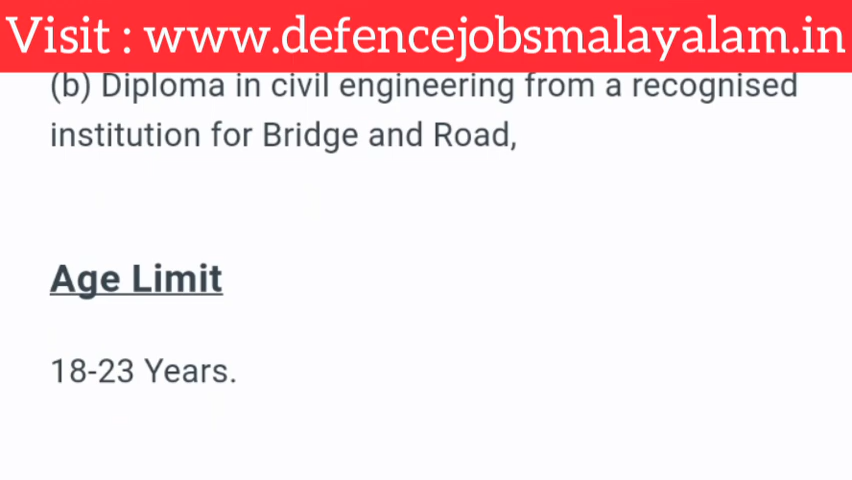 Visit : www.defencejobsmalayalam.in
(b) Diploma in civil engineering from a recognised
institution for Bridge and Road,
Age Limit
18-23 Years.